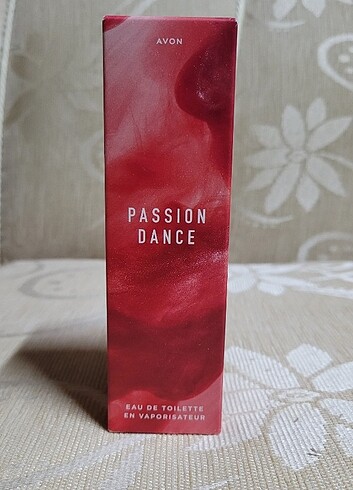 AVON
PASSION
DANCE
EAU DE TOILETTE
EN VAPORISATEUR